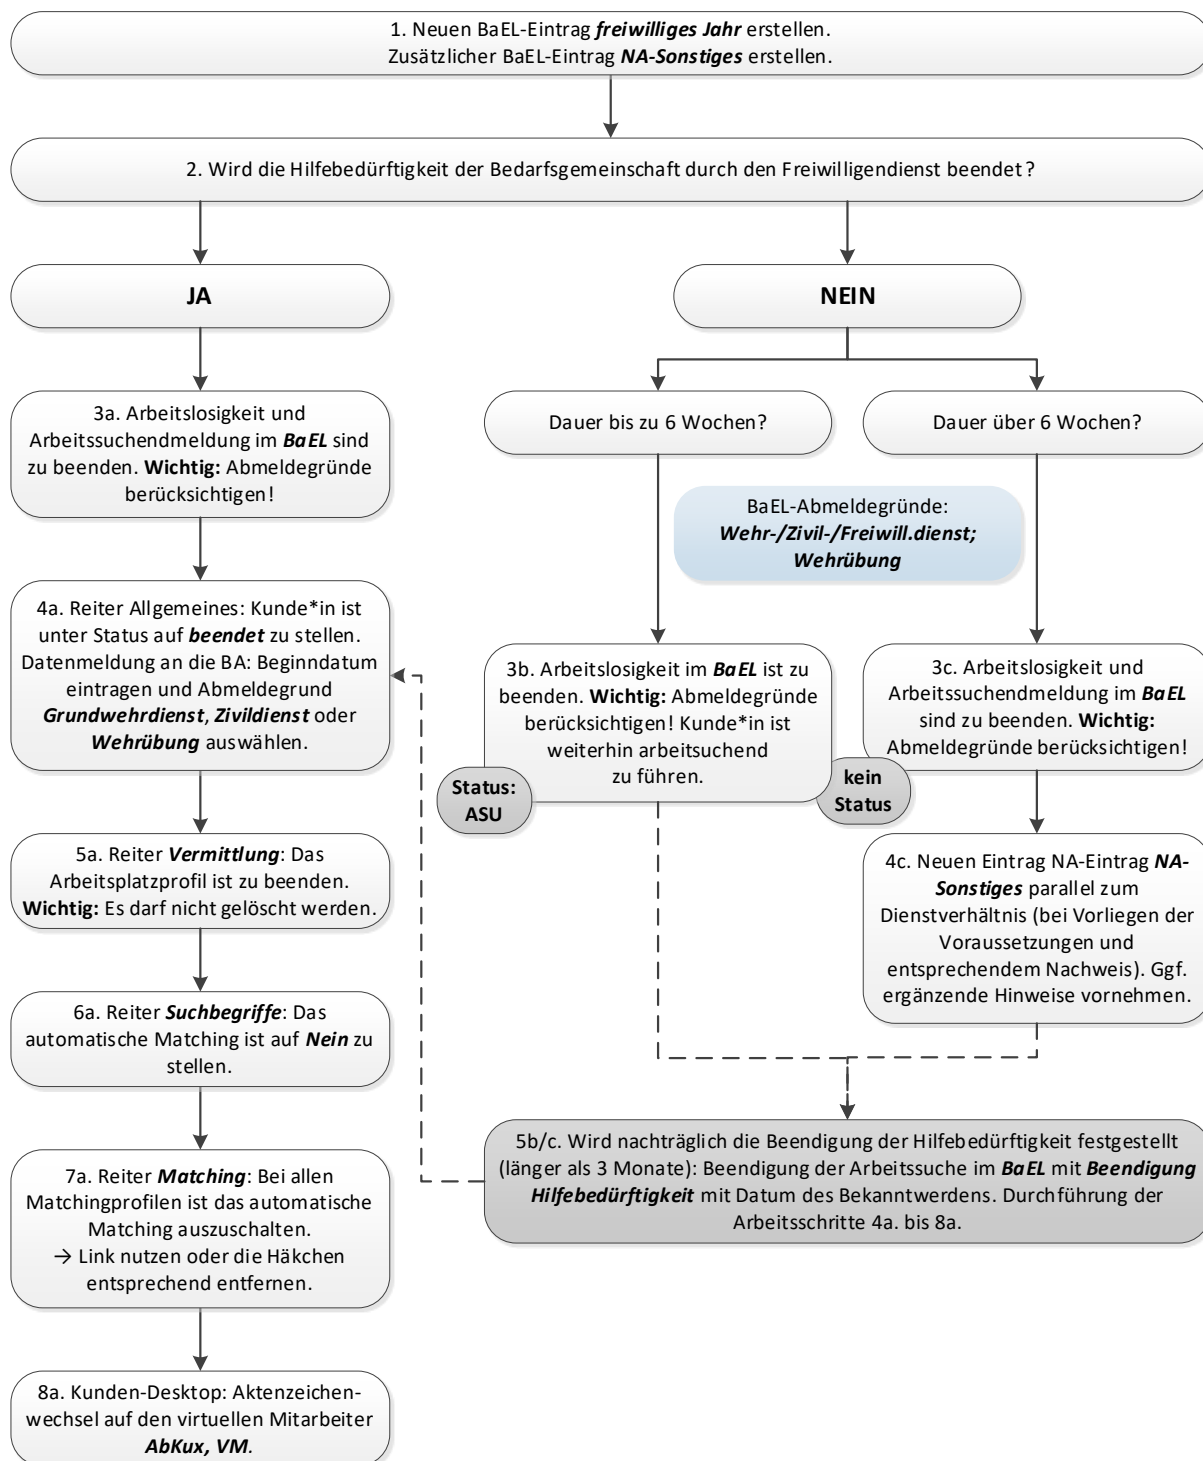 1. Neuen BaEL-Eintrag freiwilliges Jahr erstellen.
Zusätzlicher BaEL-Eintrag NA-Sonstiges erstellen.
2. Wird die Hilfebedürftigkeit der Bedarfsgemeinschaft durch den Freiwilligendienst beendet?
JA
NEIN
3a. Arbeitslosigkeit und
Arbeitssuchendmeldung im BaEL sind
zu beenden. Wichtig: Abmeldegründe
berücksichtigen!
Dauer bis zu 6 Wochen?
Dauer über 6 Wochen?
BaEL-Abmeldegründe:
Wehr-/Zivil-/Freiwill.dienst;
Wehrübung
4a. Reiter Allgemeines: Kunde*in ist
unter Status auf beendet zu stellen.
Datenmeldung an die BA: Beginndatum
eintragen und Abmeldegrund
Grundwehrdienst, Zivildienst oder
Wehrübung auswählen.
3b. Arbeitslosigkeit im BaEL ist zu
beenden. Wichtig: Abmeldegründe
berücksichtigen! Kunde*in ist
weiterhin arbeitsuchend
zu führen.
Status:
ASU
3c. Arbeitslosigkeit und
Arbeitssuchendmeldung im BaEL
sind zu beenden. Wichtig:
Abmeldegründe berücksichtigen!
kein
Status
5a. Reiter Vermittlung: Das
Arbeitsplatzprofil ist zu beenden.
Wichtig: Es darf nicht gelöscht werden.
4c. Neuen Eintrag NA-Eintrag NA-
Sonstiges parallel zum
Dienstverhältnis (bei Vorliegen der
Voraussetzungen und
entsprechendem Nachweis). Ggf.
ergänzende Hinweise vornehmen.
6a. Reiter Suchbegriffe: Das
automatische Matching ist auf Nein zu
stellen.
5b/c. Wird nachträglich die Beendigung der Hilfebedürftigkeit festgestellt
(länger als 3 Monate): Beendigung der Arbeitssuche im BaEL mit Beendigung
Hilfebedürftigkeit mit Datum des Bekanntwerdens. Durchführung der
Arbeitsschritte 4a. bis 8a.
7a. Reiter Matching: Bei allen
Matchingprofilen ist das automatische
Matching auszuschalten.
→ Link nutzen oder die Häkchen
entsprechend entfernen.
8a. Kunden-Desktop: Aktenzeichen-
wechsel auf den virtuellen Mitarbeiter
AbKux, VM.